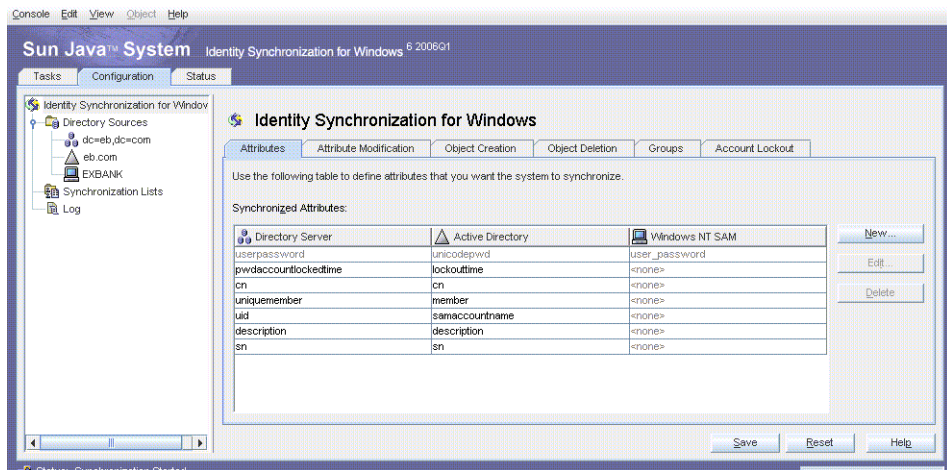 Console Edit View Object Help
Sun Java™ System Identity Synchronization for Windows 6 2006Q1
Tasks Configuration Status
Identity Synchronization for Window
Directory Sources
dc=eb,dc=com
eb.com
EXBANK
Synchronization Lists
Log
Identity Synchronization for Windows
Attributes Attribute Modification Object Creation Object Deletion Groups Account Lockout
Use the following table to define attributes that you want the system to synchronize.
Synchronized Attributes:
Directory Server Active Directory Windows NT SAM
userpassword unicodepwd user_password
pwdaccountlockedtime lockouttime <none>
cn cn <none>
uniquemember member <none>
uid samaccountname <none>
description description <none>
sn sn <none>
New...
Edit...
Delete
Save Reset Help
Status: Synchronization Started